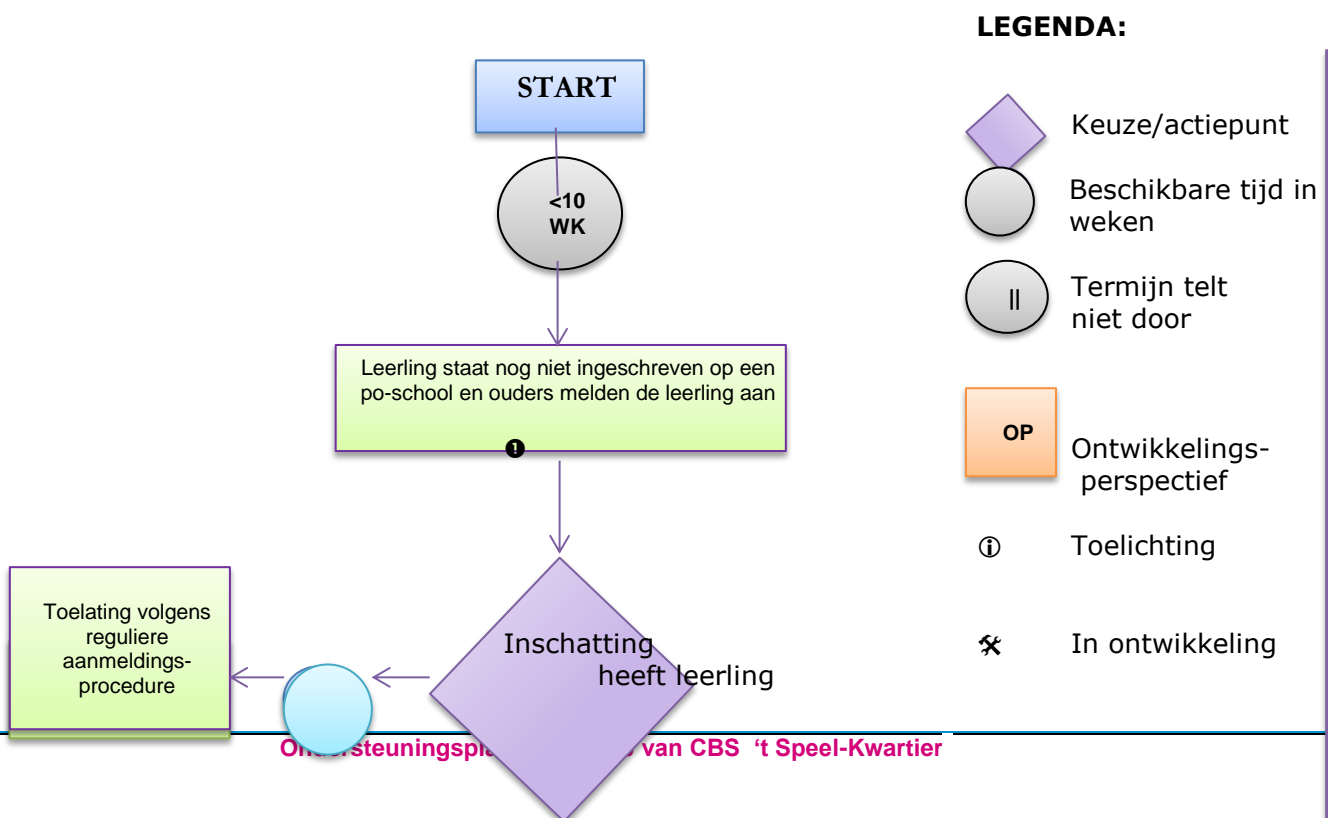 LEGENDA:
START
<10
WK
Leerling staat nog niet ingeschreven op een
po-school en ouders melden de leerling aan
❶
Toelating volgens
reguliere
aanmeldings-
procedure
Inschatting
heeft leerling
Keuze/actiepunt
Beschikbare tijd in
weken
||
Termijn telt
niet door
OP
Ontwikkelings-
perspectief
🛈 Toelichting
🛠 In ontwikkeling
van CBS ‘t Speel-Kwartier